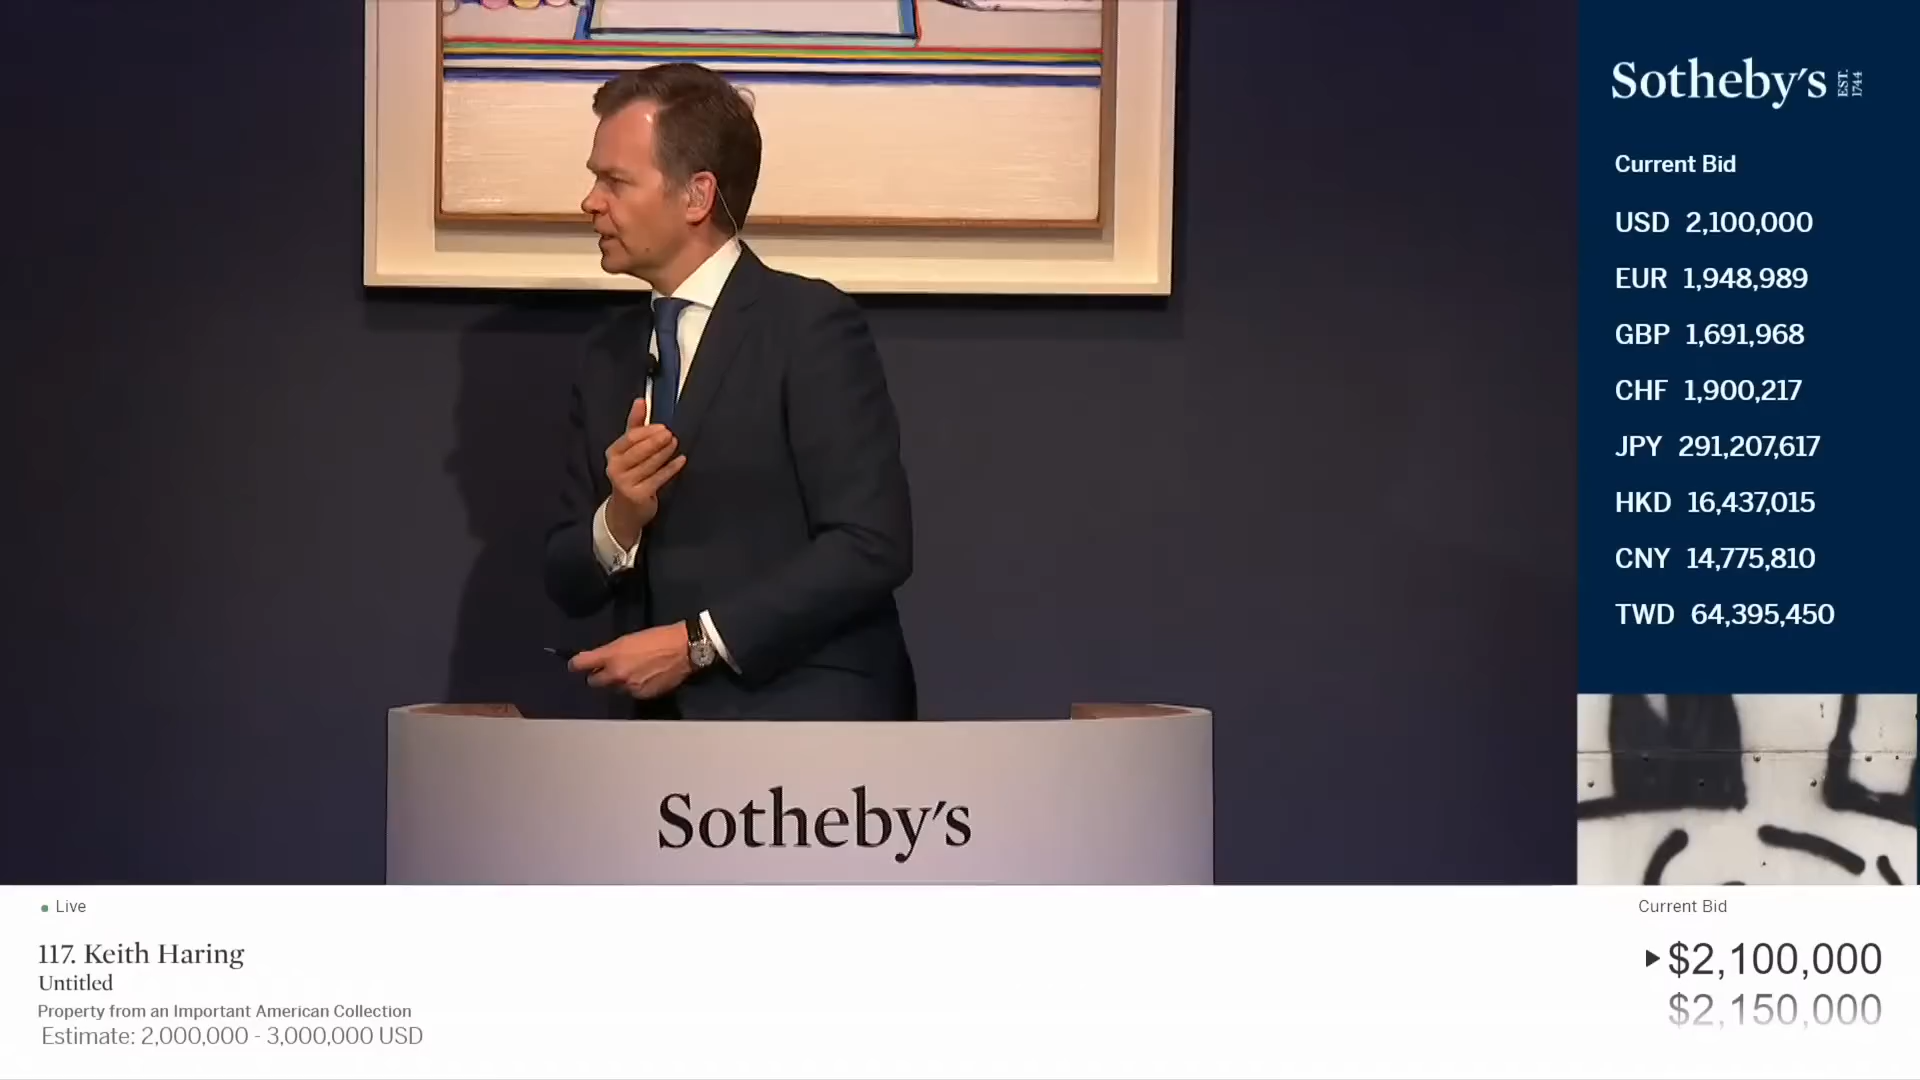 Sotheby's EST. 1744
Current Bid
USD 2,100,000
EUR 1,948,989
GBP 1,691,968
CHF 1,900,217
JPY 291,207,617
HKD 16,437,015
CNY 14,775,810
TWD 64,395,450
Sotheby's
Live
117. Keith Haring
Untitled
Property from an Important American Collection
Estimate: 2,000,000 - 3,000,000 USD
Current Bid
$2,100,000
$2,150,000